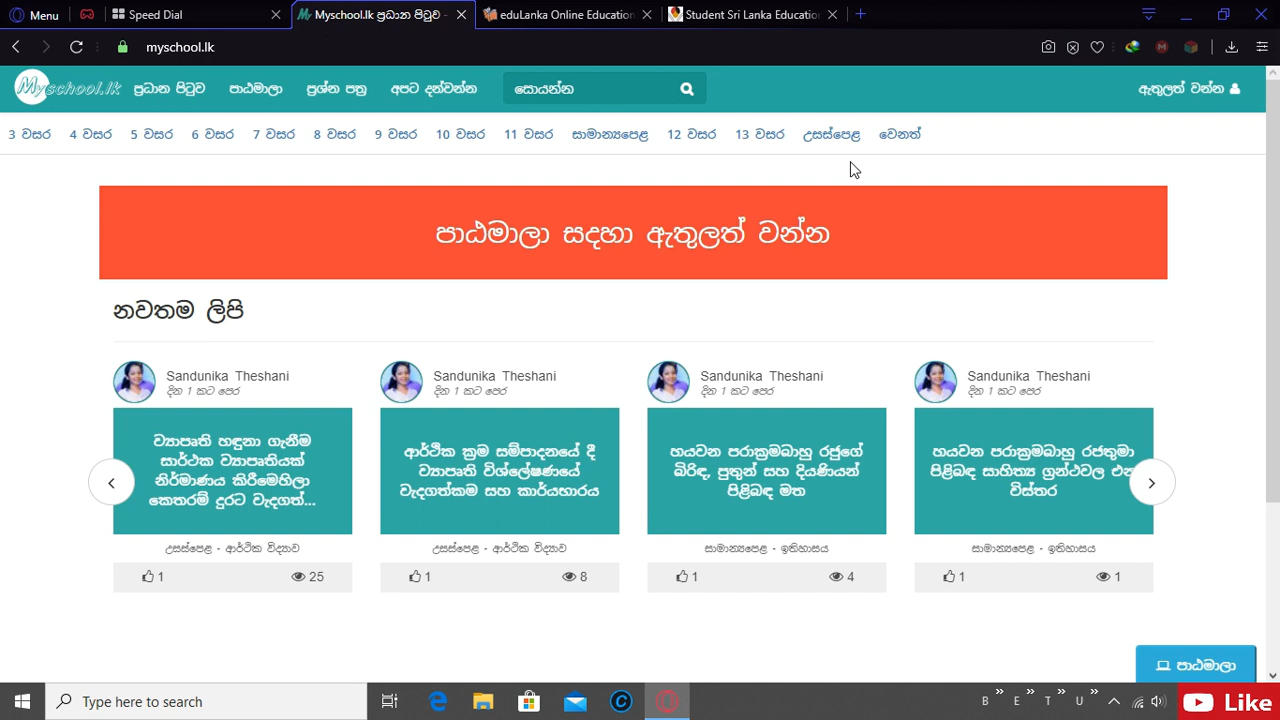 Menu
Speed Dial
Myschool.lk ප්‍රධාන පිටුව -
eduLanka Online Education
Student Sri Lanka Educatio
myschool.lk
Myschool.lk
ප්‍රධාන පිටුව
පාඨමාලා
ප්‍රශ්න පත්‍ර
අපට දන්වන්න
සොයන්න
ඇතුලත් වන්න
3 වසර
4 වසර
5 වසර
6 වසර
7 වසර
8 වසර
9 වසර
10 වසර
11 වසර
සාමාන්‍යපෙළ
12 වසර
13 වසර
උසස්පෙළ
වෙනත්
පාඨමාලා සදහා ඇතුලත් වන්න
නවතම ලිපි
Sandunika Theshani
දින 1 කට පෙර
ව්‍යාපෘති හඳුනා ගැනීම
සාර්ථක ව්‍යාපෘතියක්
නිර්මාණය කිරීමෙහිලා
කෙතරම් දුරට වැදගත්...
උසස්පෙළ - ආර්ථික විද්‍යාව
1
25
Sandunika Theshani
දින 1 කට පෙර
ආර්ථික ක්‍රම සම්පාදනයේ දී
ව්‍යාපෘති විශ්ලේෂණයේ
වැදගත්කම සහ කාර්යභාරය
උසස්පෙළ - ආර්ථික විද්‍යාව
1
8
Sandunika Theshani
දින 1 කට පෙර
හයවන පරාක්‍රමබාහු රජුගේ
බිරිඳ, පුතුන් සහ දියණියන්
පිළිබඳ මත
සාමාන්‍යපෙළ - ඉතිහාසය
1
4
Sandunika Theshani
දින 1 කට පෙර
හයවන පරාක්‍රමබාහු රජතුමා
පිළිබඳ සාහිත්‍ය ග්‍රන්ථවල එන
විස්තර
සාමාන්‍යපෙළ - ඉතිහාසය
1
1
පාඨමාලා
Type here to search
B
E
T
U
Like